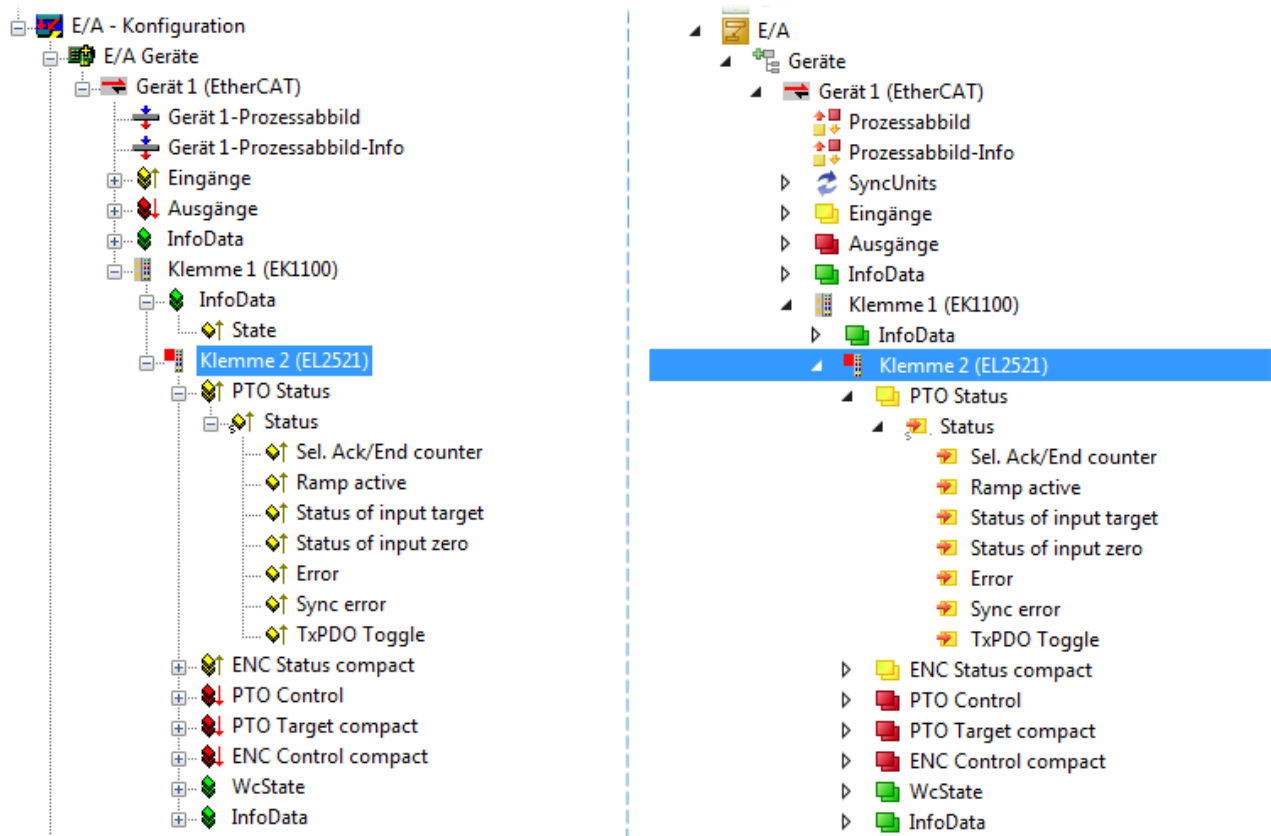 E/A - Konfiguration
E/A Geräte
Gerät 1 (EtherCAT)
Gerät 1-Prozessabbild
Gerät 1-Prozessabbild-Info
Eingänge
Ausgänge
InfoData
Klemme 1 (EK1100)
InfoData
State
Klemme 2 (EL2521)
PTO Status
Status
Sel. Ack/End counter
Ramp active
Status of input target
Status of input zero
Error
Sync error
TxPDO Toggle
ENC Status compact
PTO Control
PTO Target compact
ENC Control compact
WcState
InfoData
E/A
Geräte
Gerät 1 (EtherCAT)
Prozessabbild
Prozessabbild-Info
SyncUnits
Eingänge
Ausgänge
InfoData
Klemme 1 (EK1100)
InfoData
Klemme 2 (EL2521)
PTO Status
Status
Sel. Ack/End counter
Ramp active
Status of input target
Status of input zero
Error
Sync error
TxPDO Toggle
ENC Status compact
PTO Control
PTO Target compact
ENC Control compact
WcState
InfoData